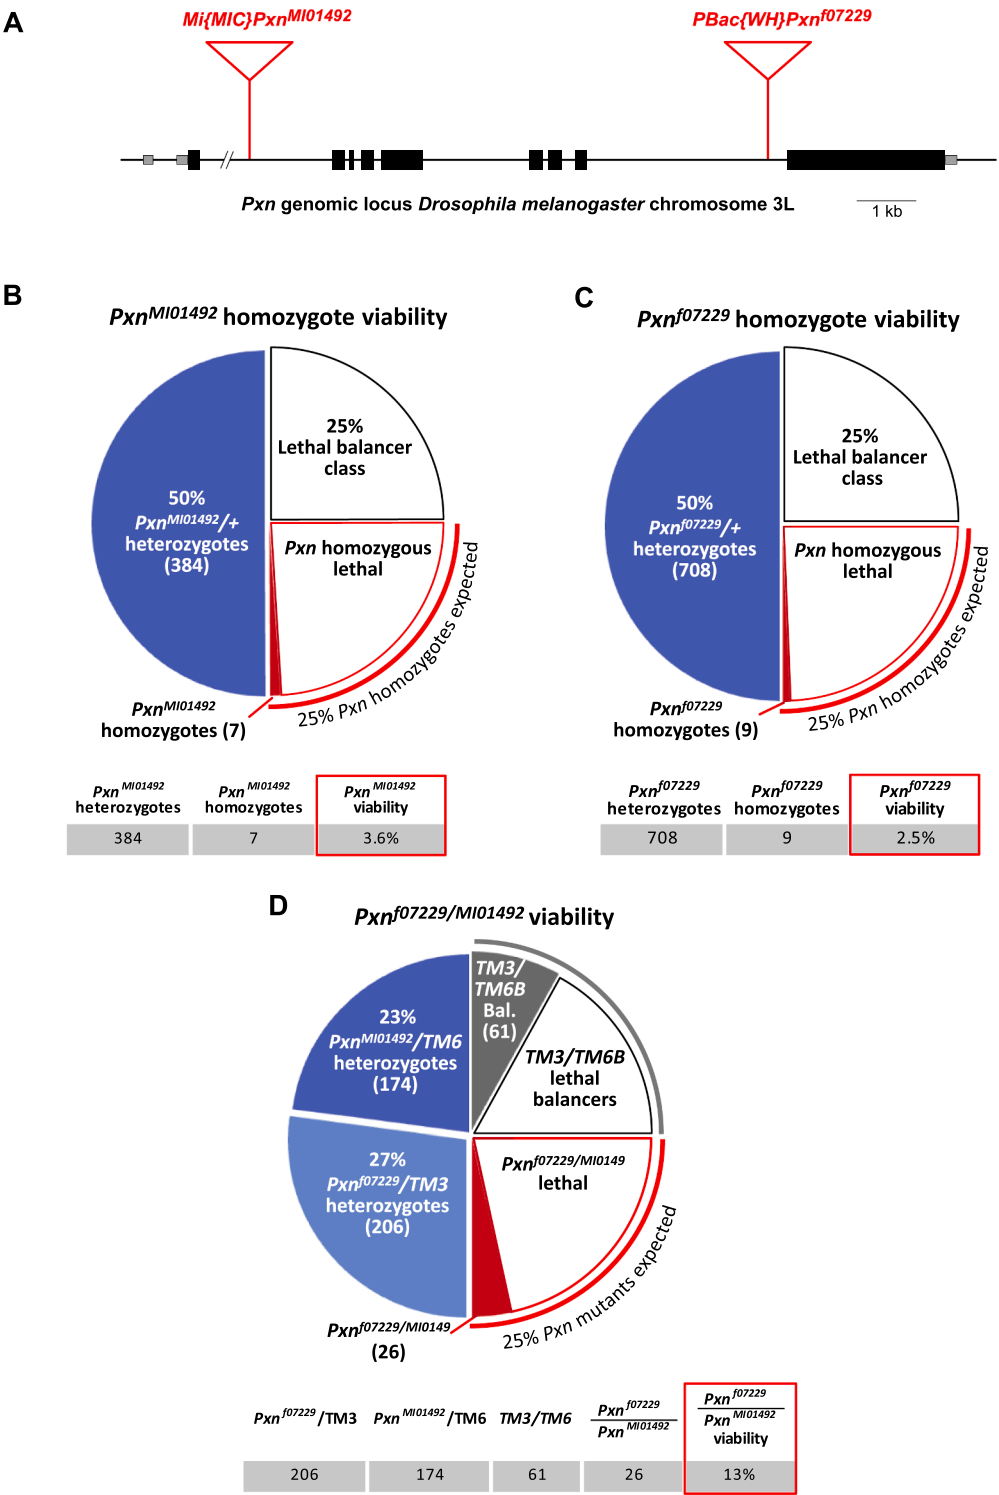 A
Mi{MIC}PxnMI01492
PBac{WH}Pxnf07229
Pxn genomic locus Drosophila melanogaster chromosome 3L
1 kb
B
PxnMI01492 homozygote viability
25%
Lethal balancer
class
50%
PxnMI01492/+
heterozygotes
(384)
Pxn homozygous
lethal
25% Pxn homozygotes expected
PxnMI01492
homozygotes (7)
Pxn MI01492
heterozygotes
Pxn MI01492
homozygotes
Pxn MI01492
viability
384
7
3.6%
C
Pxnf07229 homozygote viability
25%
Lethal balancer
class
50%
Pxnf07229/+
heterozygotes
(708)
Pxn homozygous
lethal
25% Pxn homozygotes expected
Pxnf07229
homozygotes (9)
Pxnf07229
heterozygotes
Pxnf07229
homozygotes
Pxnf07229
viability
708
9
2.5%
D
Pxnf07229/MI01492 viability
TM3/
TM6B
Bal.
(61)
23%
PxnMI01492/TM6
heterozygotes
(174)
TM3/TM6B
lethal
balancers
27%
Pxnf07229/TM3
heterozygotes
(206)
Pxnf07229/MI0149
lethal
25% Pxn mutants expected
Pxnf07229/MI0149
(26)
Pxn f07229/TM3
Pxn MI01492/TM6
TM3/TM6
Pxn f07229
Pxn MI01492
Pxn f07229
Pxn MI01492
viability
206
174
61
26
13%